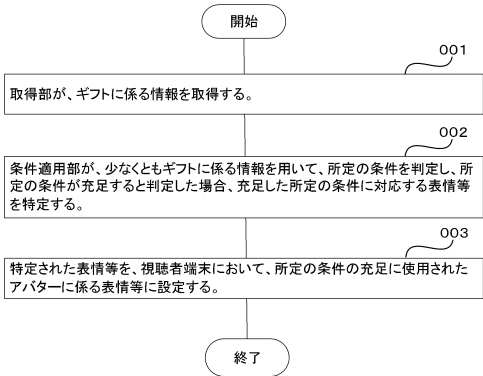 開始
001
取得部が、ギフトに係る情報を取得する。
002
条件適用部が、少なくともギフトに係る情報を用いて、所定の条件を判定し、所
定の条件が充足すると判定した場合、充足した所定の条件に対応する表情等
を特定する。
003
特定された表情等を、視聴者端末において、所定の条件の充足に使用された
アバターに係る表情等に設定する。
終了